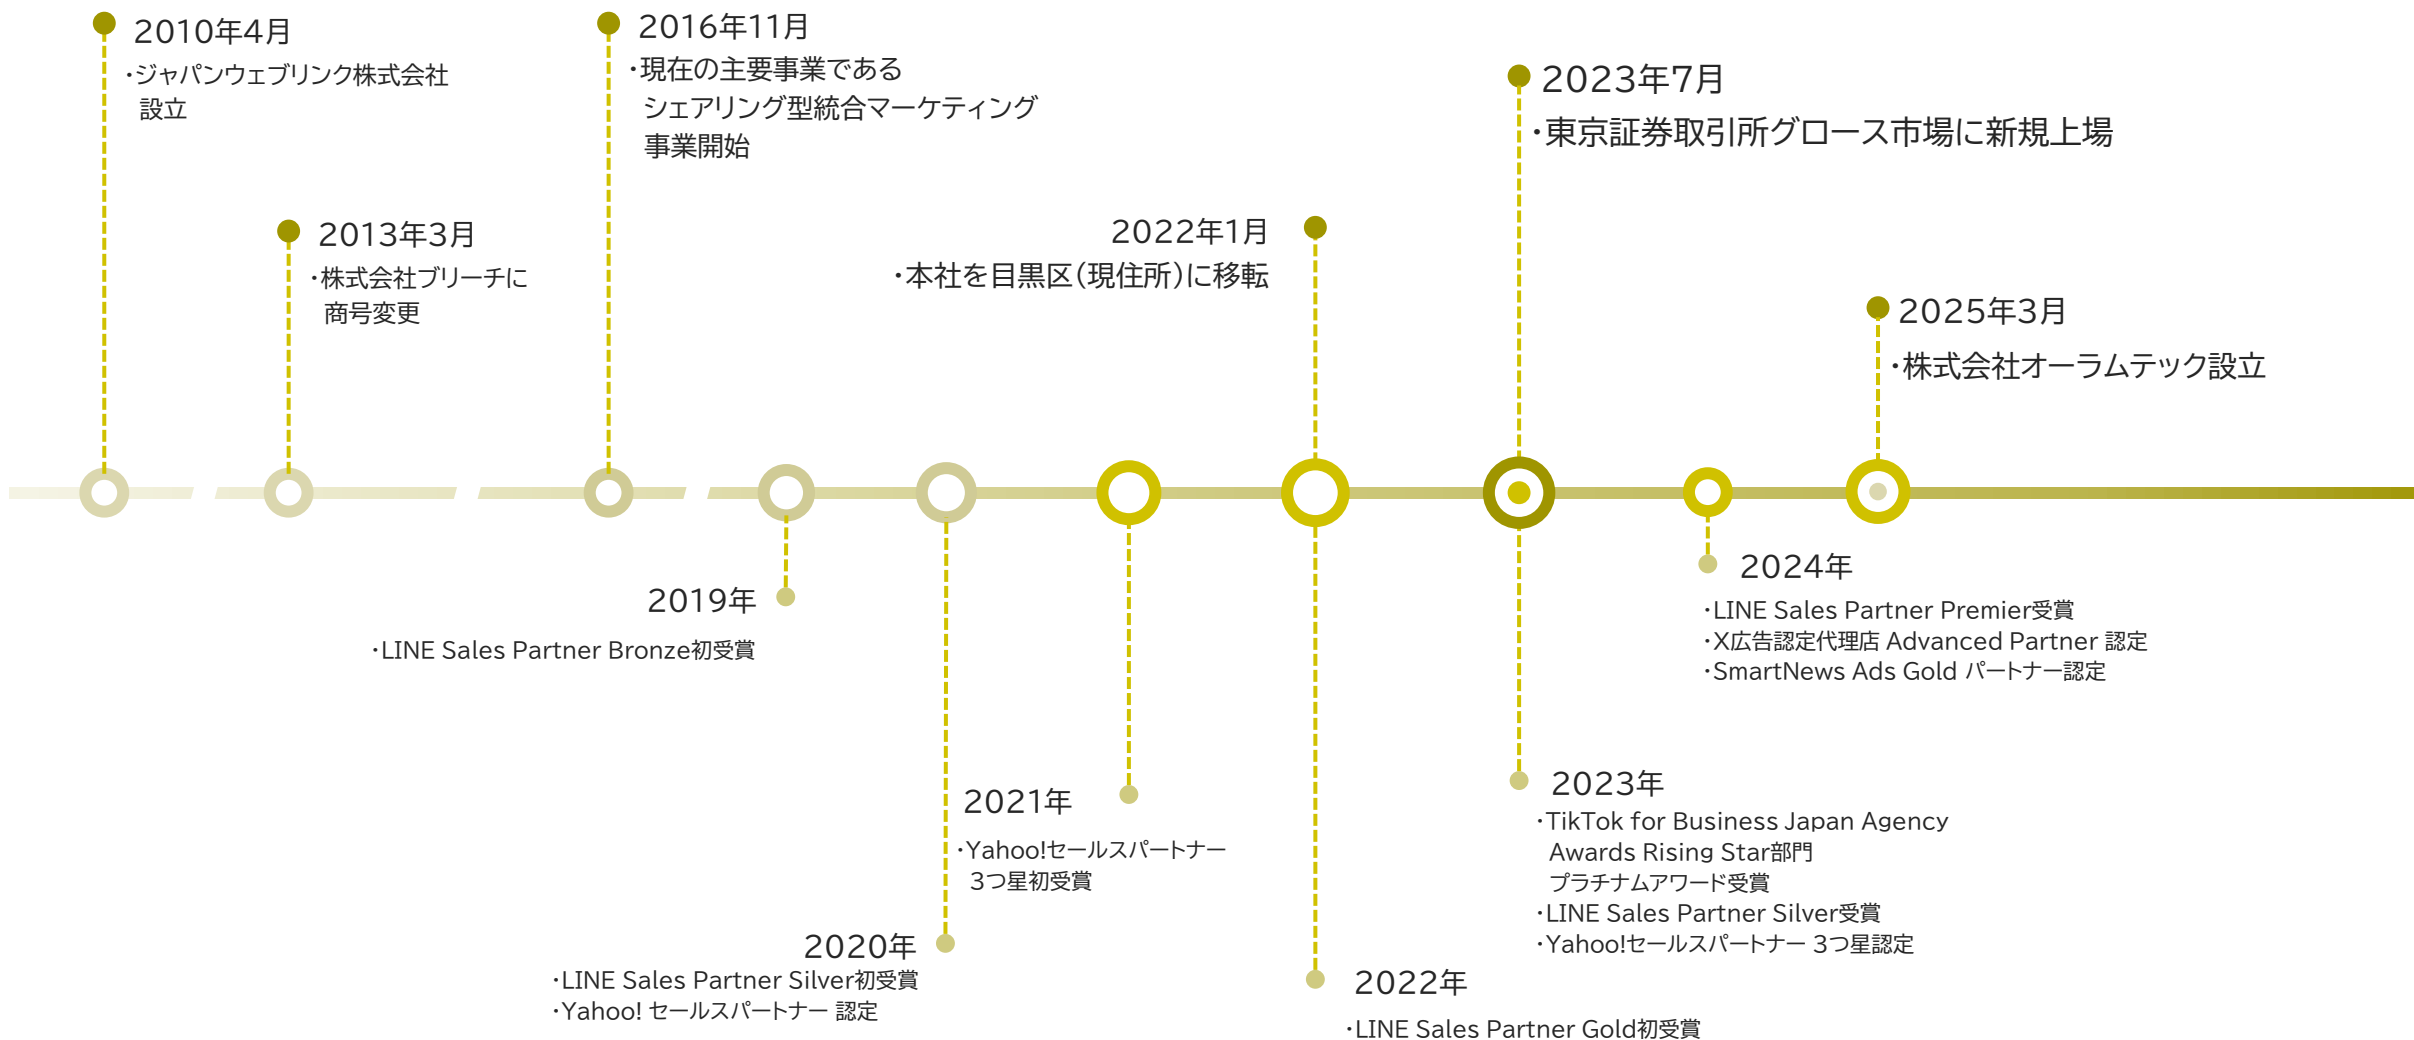 2010年4月
・ジャパンウェブリンク株式会社
設立
2013年3月
・株式会社ブリーチに
商号変更
2016年11月
・現在の主要事業である
シェアリング型統合マーケティング
事業開始
2022年1月
・本社を目黒区(現住所)に移転
2023年7月
・東京証券取引所グロース市場に新規上場
2025年3月
・株式会社オーラムテック設立
2019年
・LINE Sales Partner Bronze初受賞
2020年
・LINE Sales Partner Silver初受賞
・Yahoo! セールスパートナー 認定
2021年
・Yahoo!セールスパートナー
3つ星初受賞
2022年
・LINE Sales Partner Gold初受賞
2023年
・TikTok for Business Japan Agency
Awards Rising Star部門
プラチナムアワード受賞
・LINE Sales Partner Silver受賞
・Yahoo!セールスパートナー 3つ星認定
2024年
・LINE Sales Partner Premier受賞
・X広告認定代理店 Advanced Partner 認定
・SmartNews Ads Gold パートナー認定